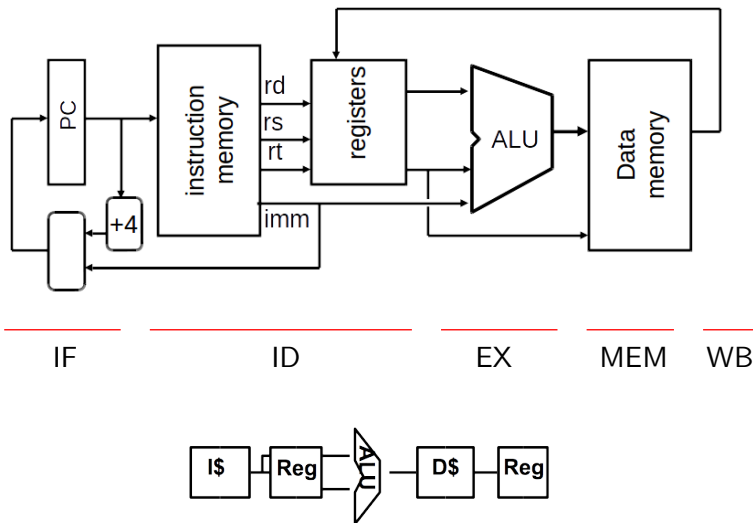 PC
+4
instruction
memory
rd
rs
rt
imm
registers
ALU
Data
memory
IF
ID
EX
MEM
WB
I$
Reg
ALU
D$
Reg